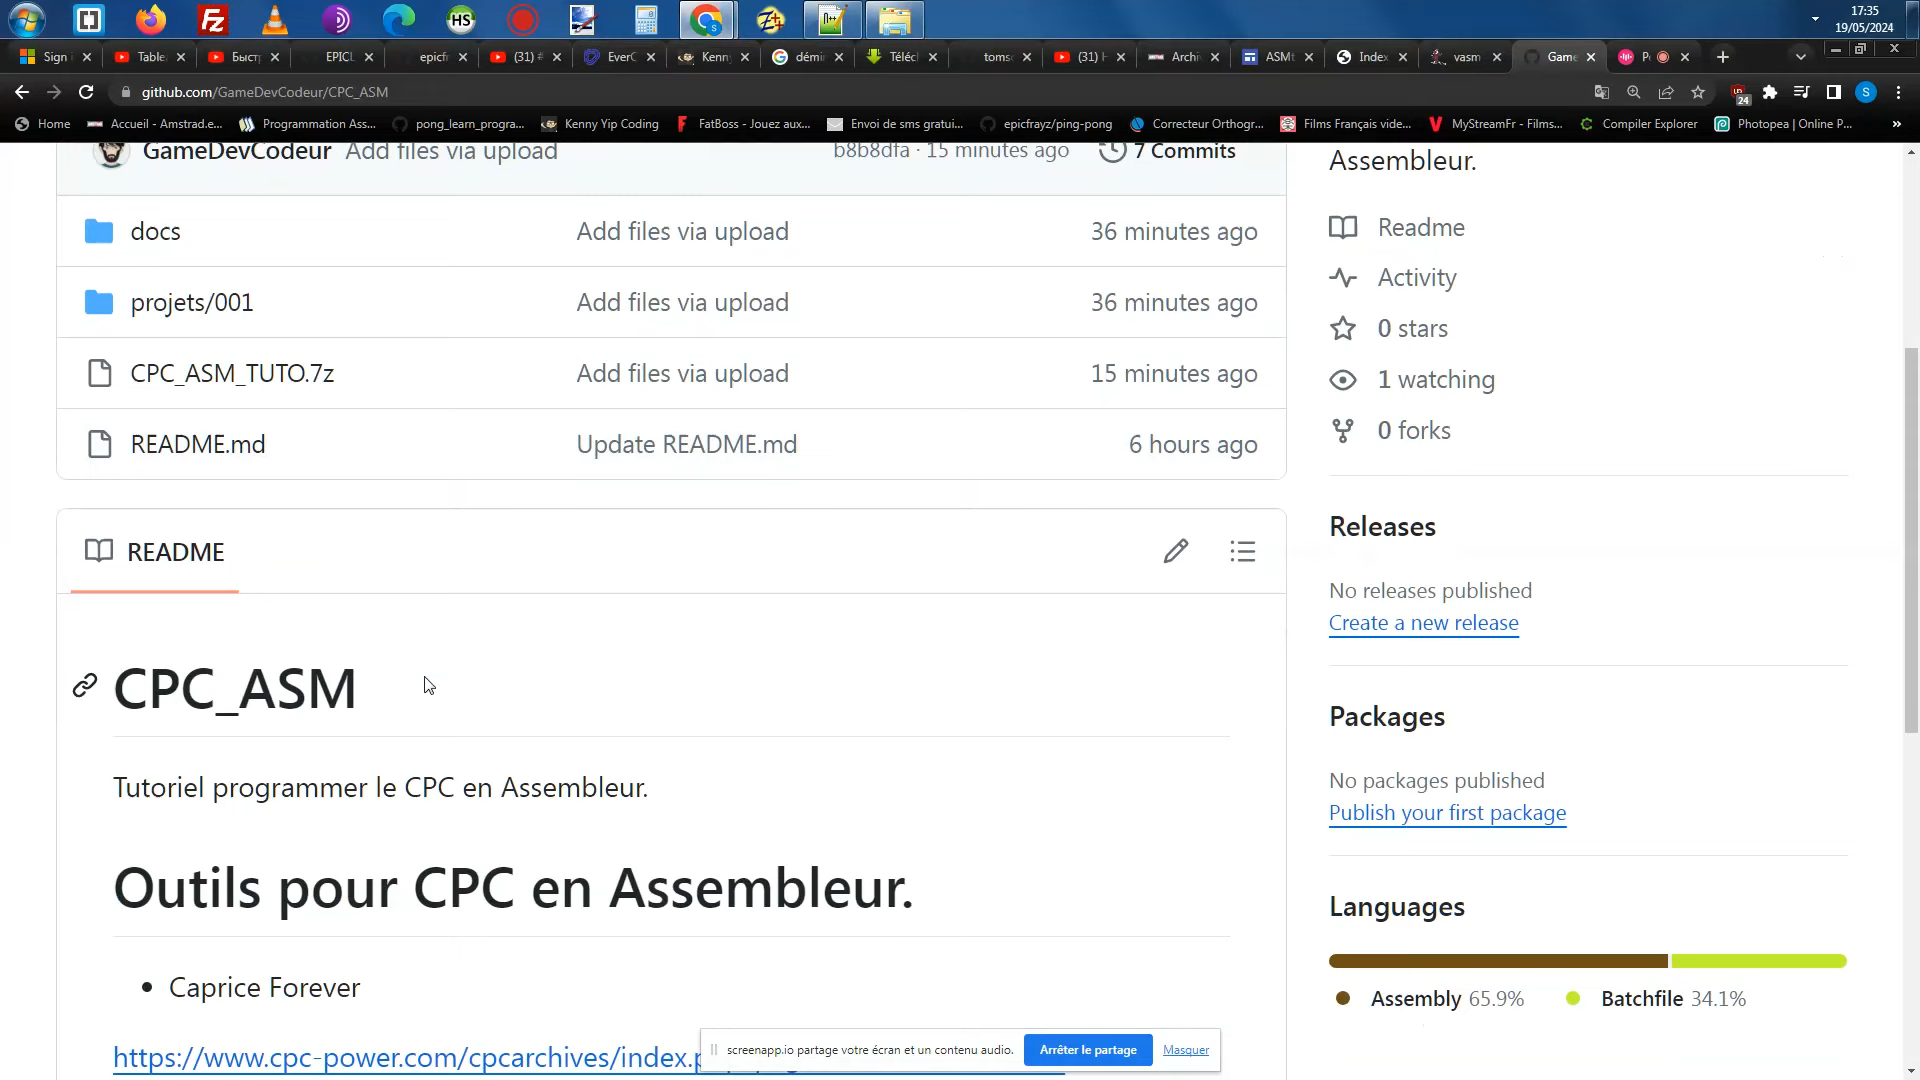 17:35
19/05/2024
Sign i
Table
Быст
EPICL
epicfr
(31) #
EverC
Kenny
démin
Téléch
toms
(31) H
Archi
ASMt
Index
vasm
Game
github.com/GameDevCodeur/CPC_ASM
24
S
Home
Accueil - Amstrad.e...
Programmation Ass...
pong_learn_progra...
Kenny Yip Coding
FatBoss - Jouez aux...
Envoi de sms gratui...
epicfrayz/ping-pong
Correcteur Orthogr...
Films Français vide...
MyStreamFr - Films...
Compiler Explorer
Photopea | Online P...
GameDevCodeur Add files via upload b8b8dfa · 15 minutes ago 7 Commits
docs Add files via upload 36 minutes ago
projets/001 Add files via upload 36 minutes ago
CPC_ASM_TUTO.7z Add files via upload 15 minutes ago
README.md Update README.md 6 hours ago
README
CPC_ASM
Tutoriel programmer le CPC en Assembleur.
Outils pour CPC en Assembleur.
Caprice Forever
https://www.cpc-power.com/cpcarchives/index.p
Assembleur.
Readme
Activity
0 stars
1 watching
0 forks
Releases
No releases published
Create a new release
Packages
No packages published
Publish your first package
Languages
Assembly 65.9% Batchfile 34.1%
screenapp.io partage votre écran et un contenu audio. Arrêter le partage Masquer